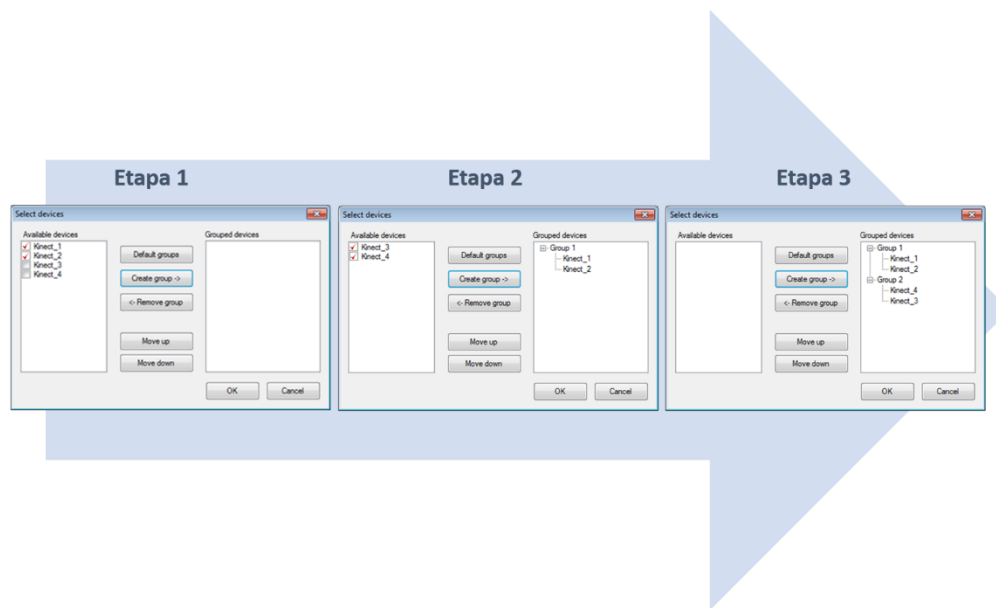 Etapa 1
Select devices
Available devices
Kinect_1
Kinect_2
Kinect_3
Kinect_4
Default groups
Create group ->
<- Remove group
Move up
Move down
Grouped devices
OK
Cancel
Etapa 2
Select devices
Available devices
Kinect_3
Kinect_4
Default groups
Create group ->
<- Remove group
Move up
Move down
Grouped devices
Group 1
Kinect_1
Kinect_2
OK
Cancel
Etapa 3
Select devices
Available devices
Default groups
Create group ->
<- Remove group
Move up
Move down
Grouped devices
Group 1
Kinect_1
Kinect_2
Group 2
Kinect_4
Kinect_3
OK
Cancel